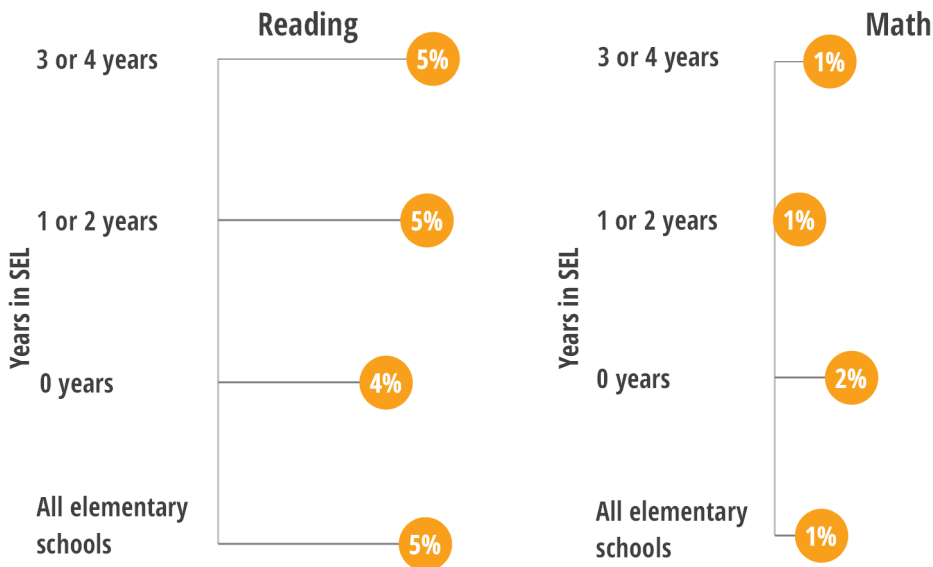 Reading
3 or 4 years
5%
1 or 2 years
5%
Years in SEL
0 years
4%
All elementary
schools
5%
Math
3 or 4 years
1%
1 or 2 years
1%
Years in SEL
0 years
2%
All elementary
schools
1%